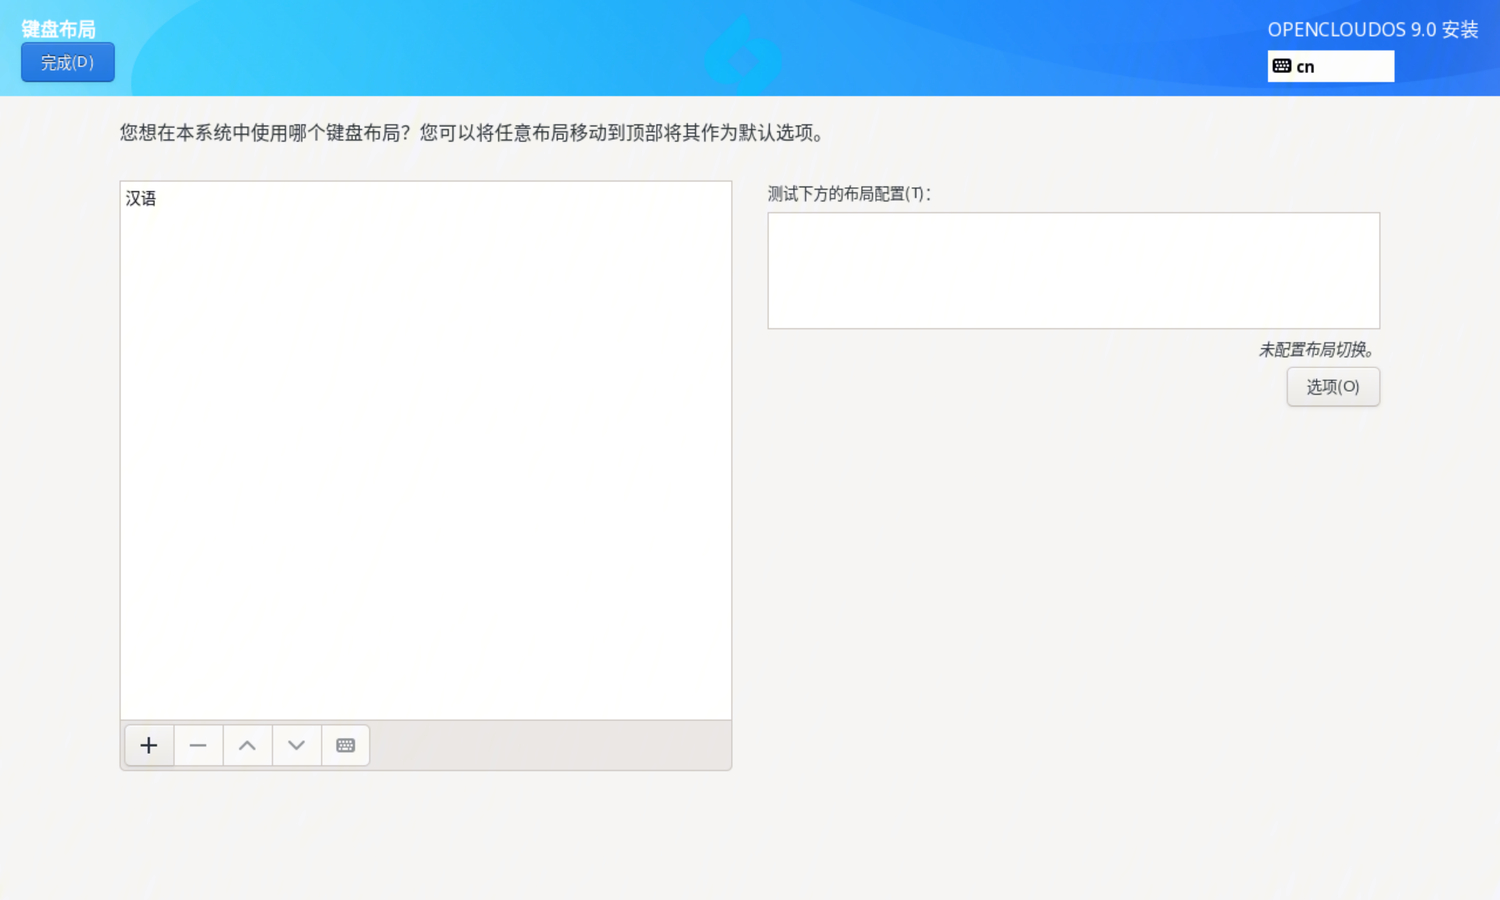 键盘布局
完成(D)
OPENCLOUDOS 9.0 安装
cn
您想在本系统中使用哪个键盘布局？您可以将任意布局移动到顶部将其作为默认选项。
汉语
测试下方的布局配置(T)：
未配置布局切换。
选项(O)